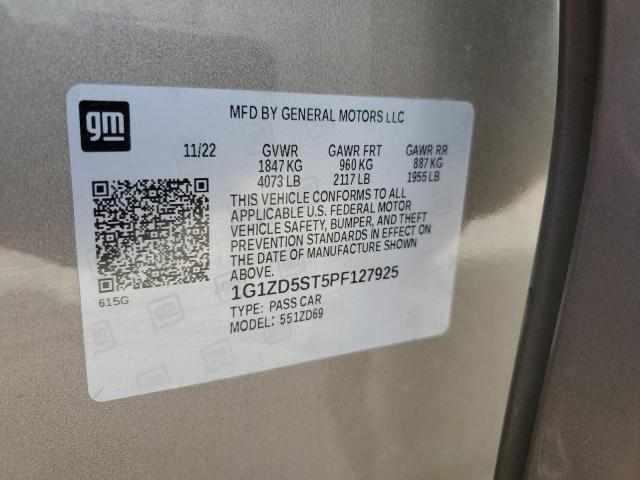 gm
MFD BY GENERAL MOTORS LLC
11/22 GVWR GAWR FRT GAWR RR
1847 KG 960 KG 887 KG
4073 LB 2117 LB 1955 LB
THIS VEHICLE CONFORMS TO ALL
APPLICABLE U.S. FEDERAL MOTOR
VEHICLE SAFETY, BUMPER, AND THEFT
PREVENTION STANDARDS IN EFFECT ON
THE DATE OF MANUFACTURE SHOWN
ABOVE.
615G
1G1ZD5ST5PF127925
TYPE: PASS CAR
MODEL: 551ZD69